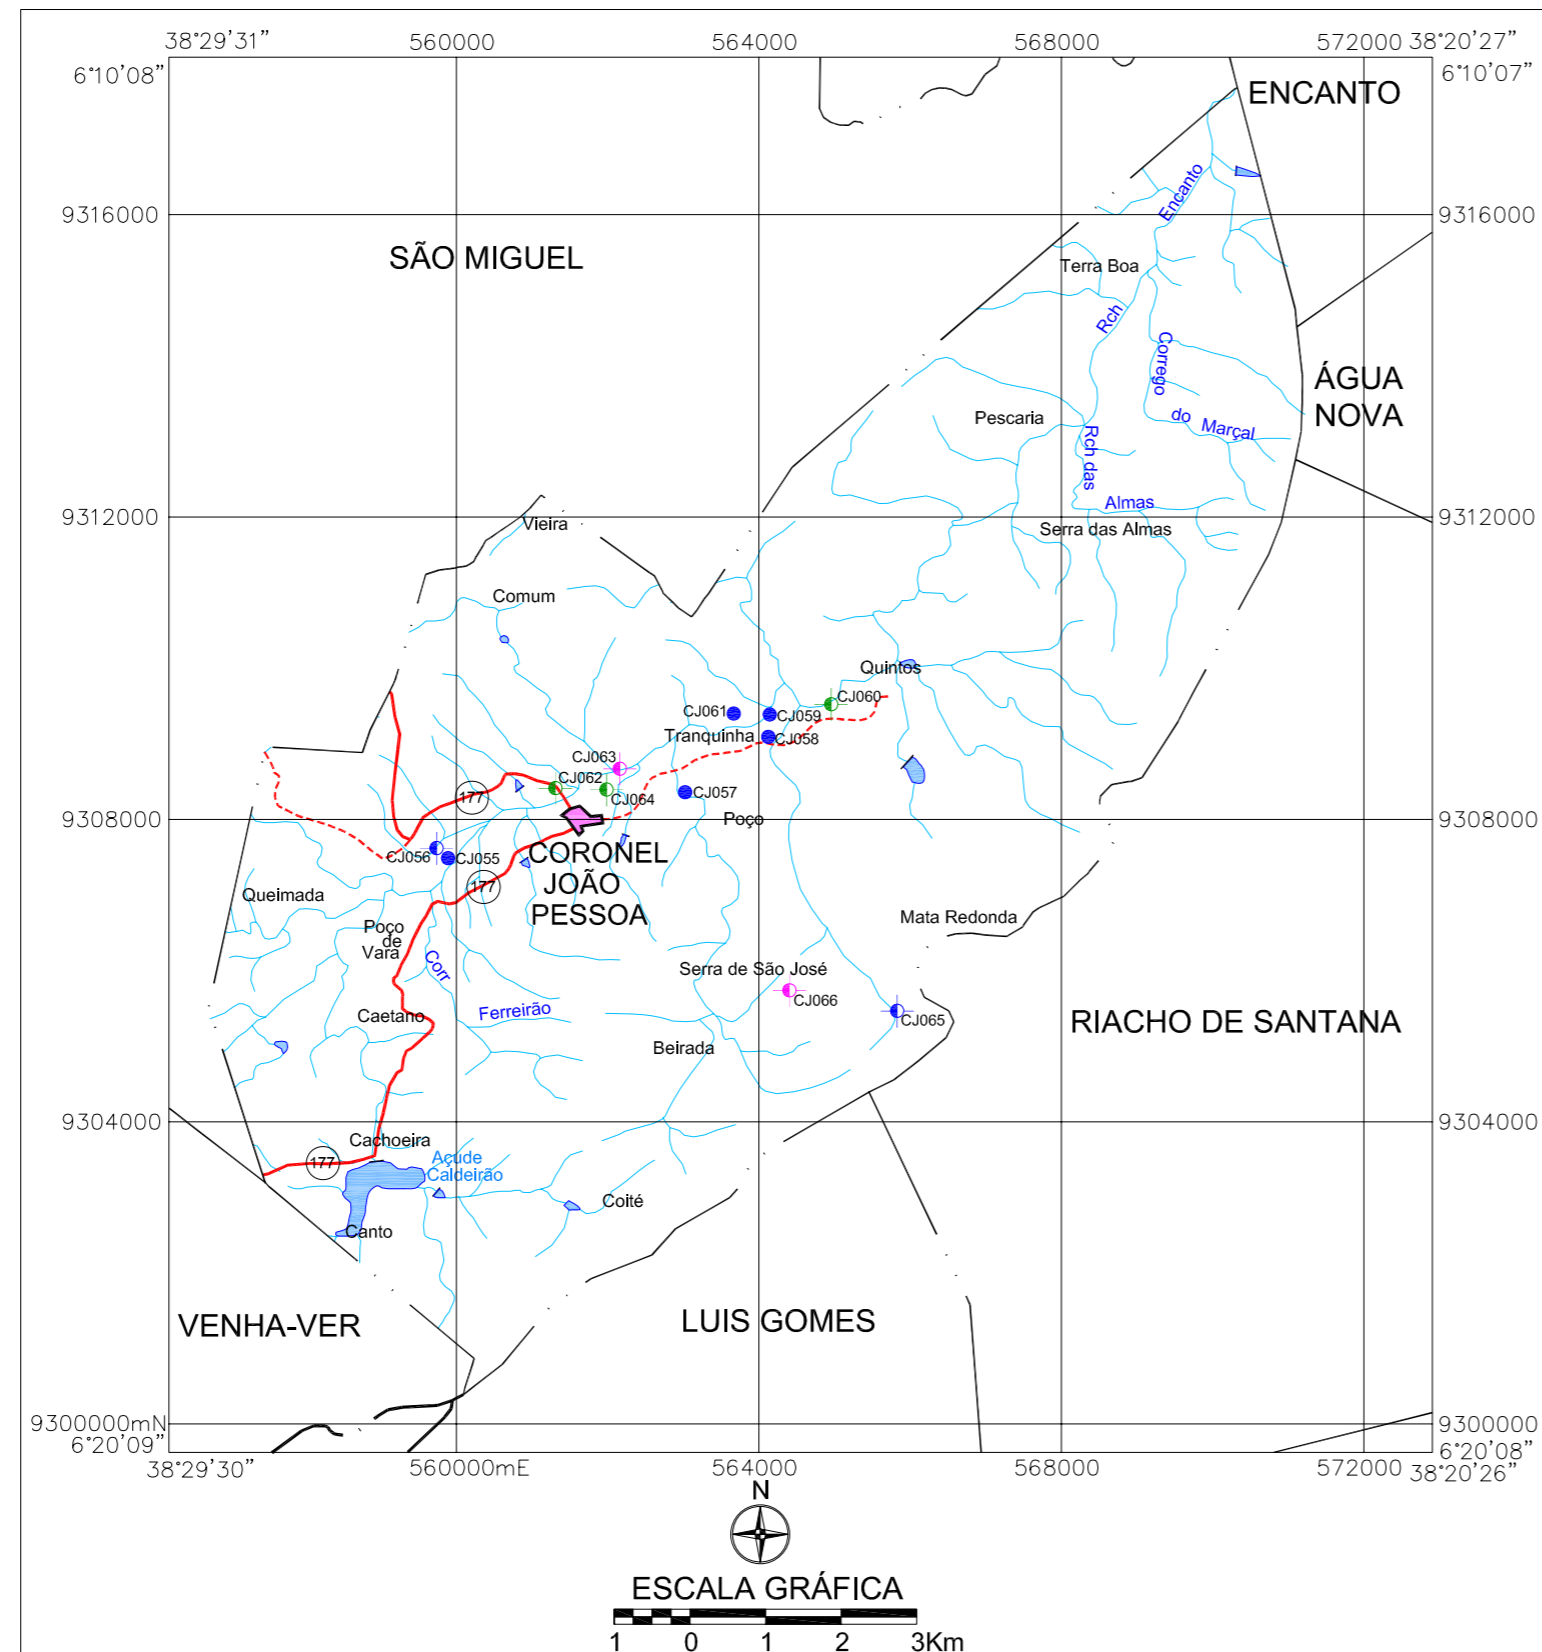 38°29'31"
560000
564000
568000
572000
38°20'27"
6°10'08"
6°10'07"
ENCANTO
Encanto
9316000
9316000
SÃO MIGUEL
Terra Boa
Rch
Corrego
do Marçal
ÁGUA
NOVA
Pescaria
Rch das
Almas
9312000
9312000
Vieira
Serra das Almas
Comum
Quintos
CJ060
CJ061
CJ059
Tranquinha
CJ058
CJ063
CJ062
CJ064
CJ057
177
9308000
9308000
Poço
CJ056
CJ055
CORONEL
JOÃO
PESSOA
177
Queimada
Poço
de
Vara
Mata Redonda
Corr
Ferreirão
Serra de São José
CJ066
CJ065
Caetano
RIACHO DE SANTANA
Beirada
9304000
9304000
Cachoeira
177
Açude
Caldeirão
Coité
Canto
VENHA-VER
LUIS GOMES
9300000mN
9300000
6°20'09"
6°20'08"
38°29'30"
560000mE
564000
568000
572000
38°20'26"
N
ESCALA GRÁFICA
1 0 1 2 3Km